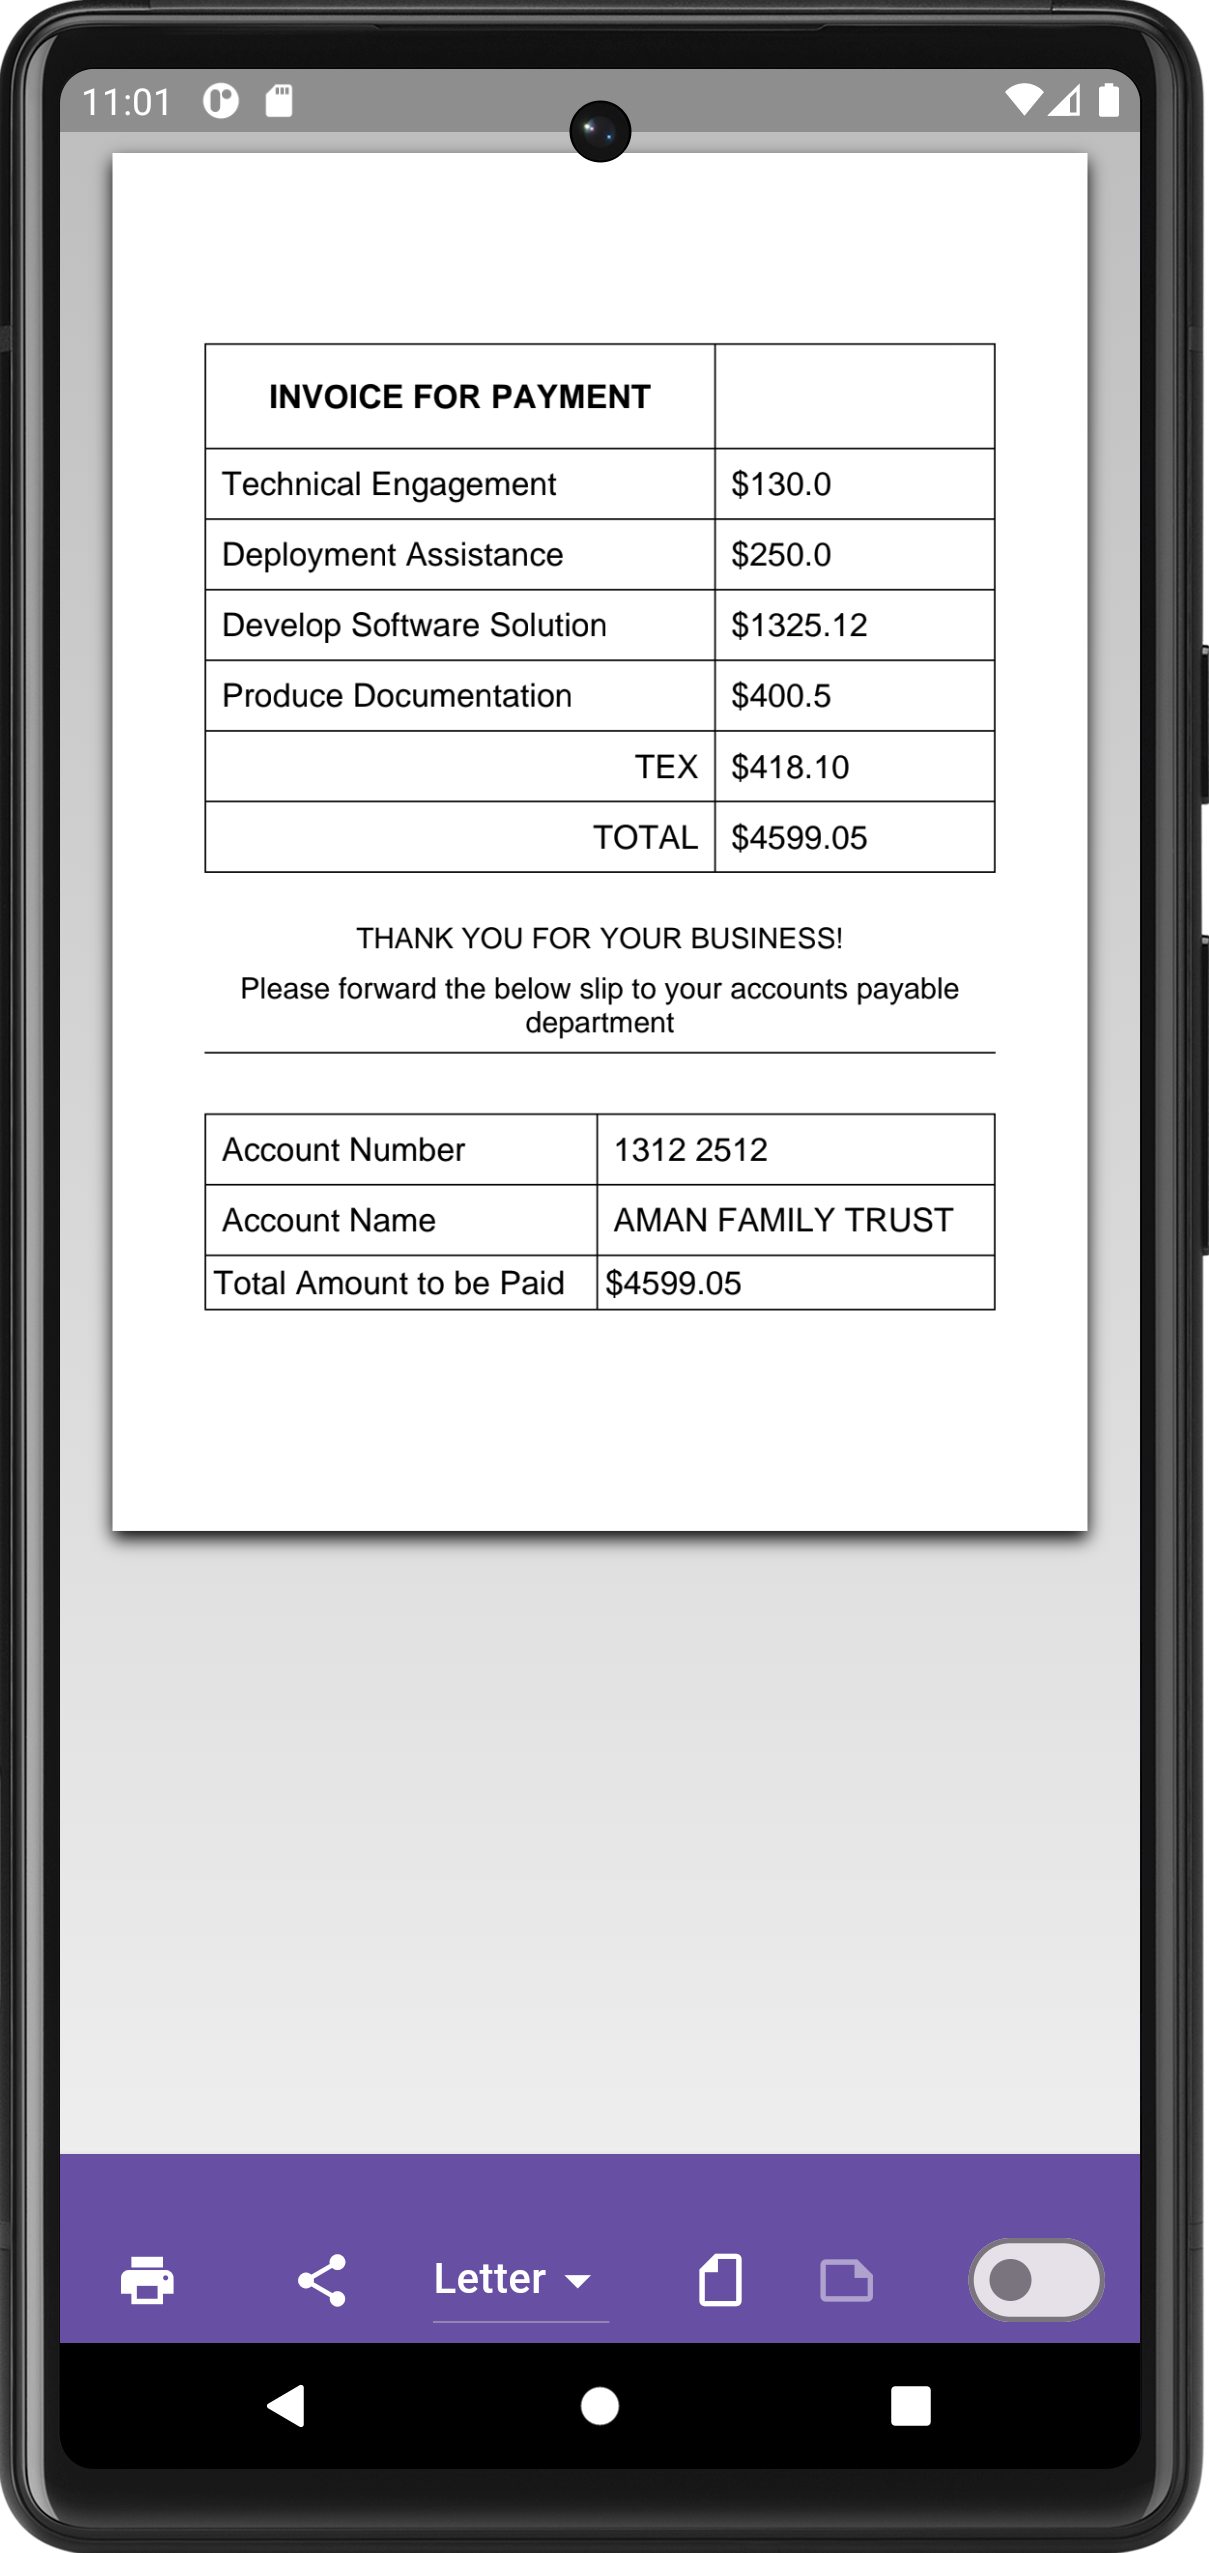 11:01
INVOICE FOR PAYMENT
Technical Engagement $130.0
Deployment Assistance $250.0
Develop Software Solution $1325.12
Produce Documentation $400.5
TEX $418.10
TOTAL $4599.05
THANK YOU FOR YOUR BUSINESS!
Please forward the below slip to your accounts payable
department
Account Number 1312 2512
Account Name AMAN FAMILY TRUST
Total Amount to be Paid $4599.05
Letter